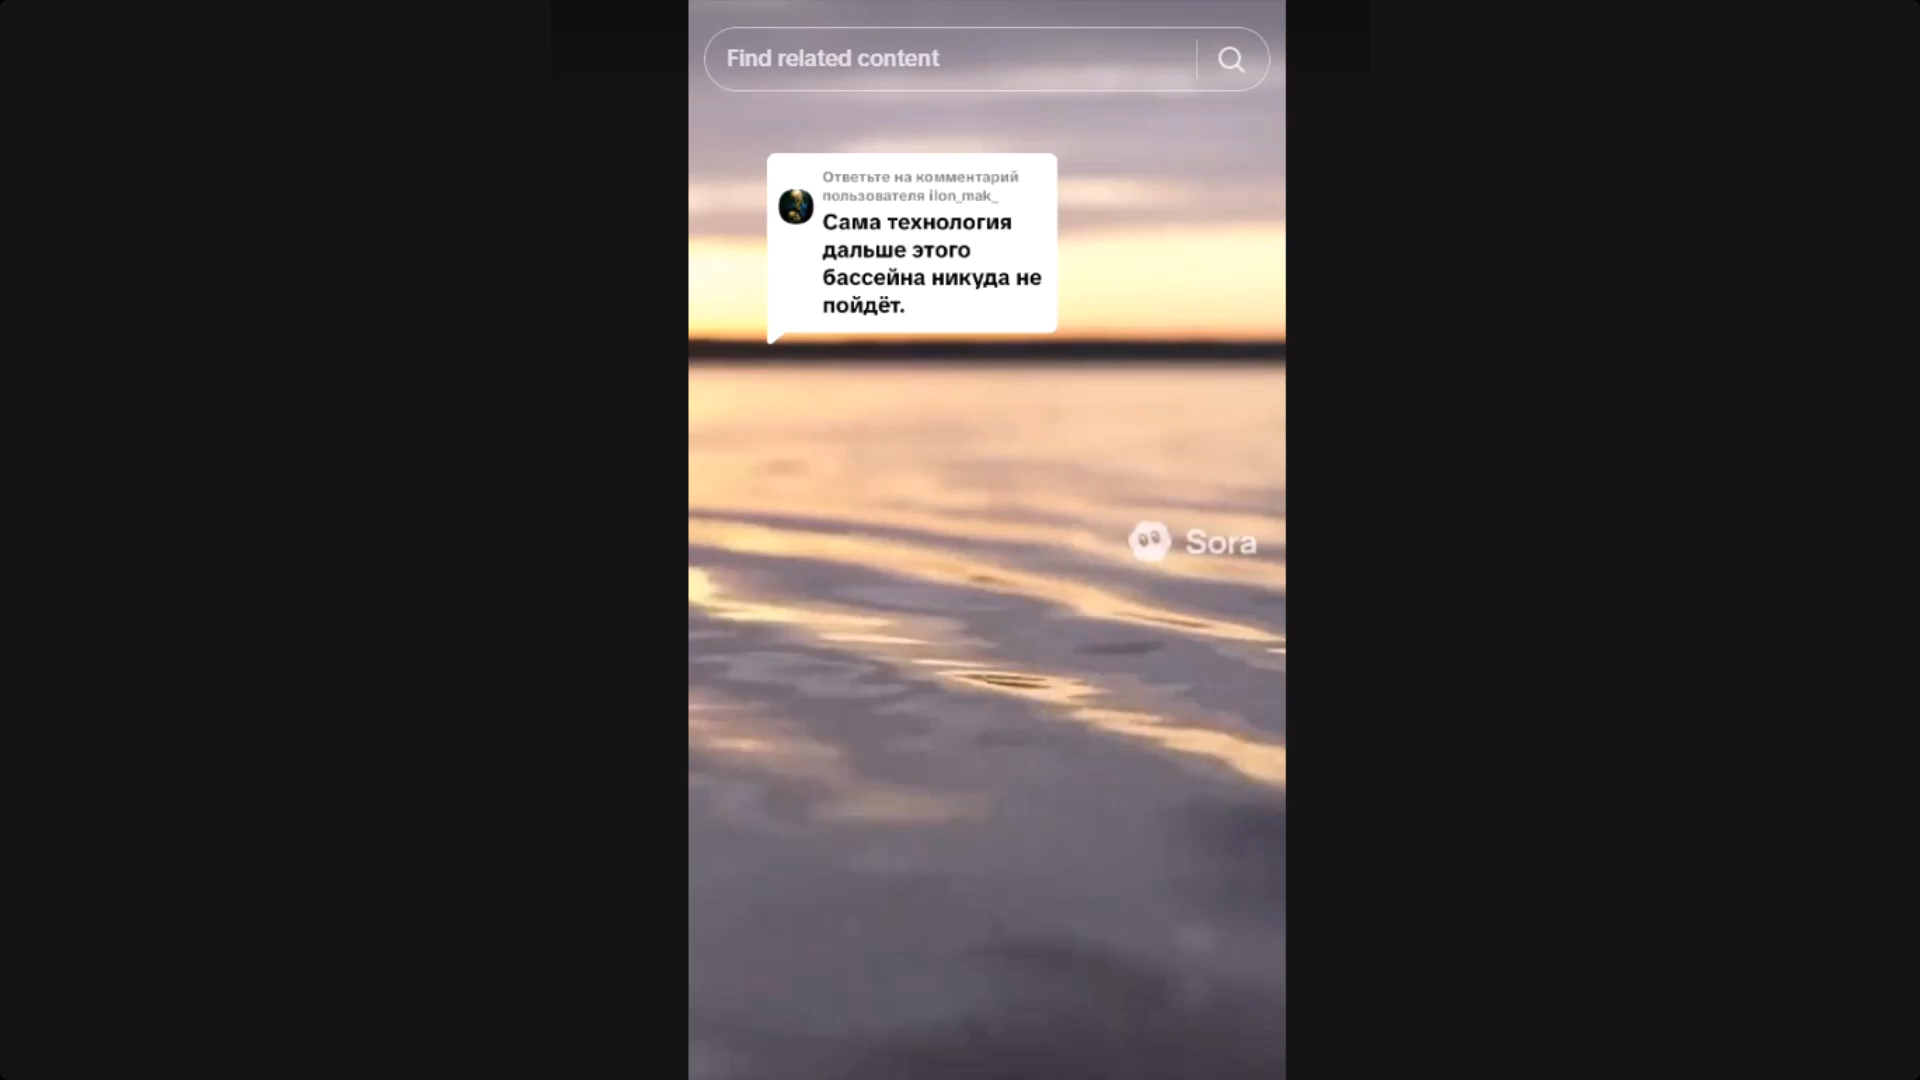 Find related content
Ответьте на комментарий
пользователя ilon_mak_
Сама технология
дальше этого
бассейна никуда не
пойдёт.
Sora